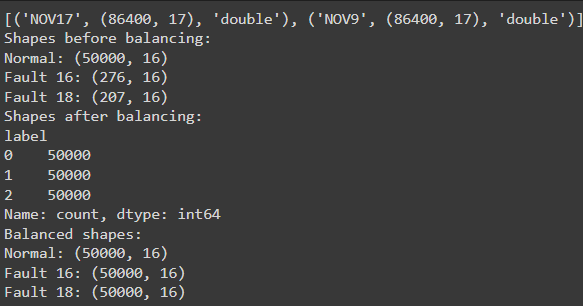 [('NOV17', (86400, 17), 'double'), ('NOV9', (86400, 17), 'double')]
Shapes before balancing:
Normal: (50000, 16)
Fault 16: (276, 16)
Fault 18: (207, 16)
Shapes after balancing:
label
0    50000
1    50000
2    50000
Name: count, dtype: int64
Balanced shapes:
Normal: (50000, 16)
Fault 16: (50000, 16)
Fault 18: (50000, 16)